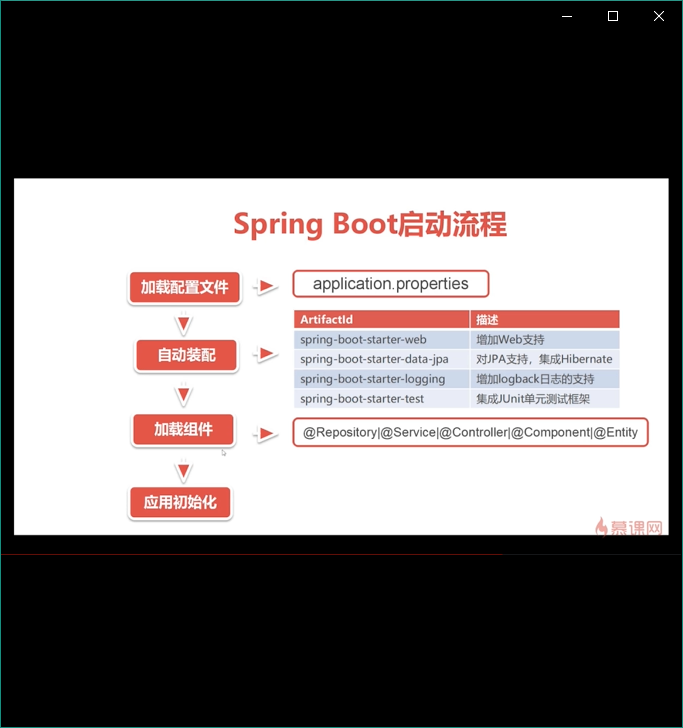 Spring Boot启动流程
加载配置文件
application.properties
自动装配
ArtifactId 描述
spring-boot-starter-web 增加Web支持
spring-boot-starter-data-jpa 对JPA支持，集成Hibernate
spring-boot-starter-logging 增加logback日志的支持
spring-boot-starter-test 集成JUnit单元测试框架
加载组件
@Repository|@Service|@Controller|@Component|@Entity
应用初始化
慕课网